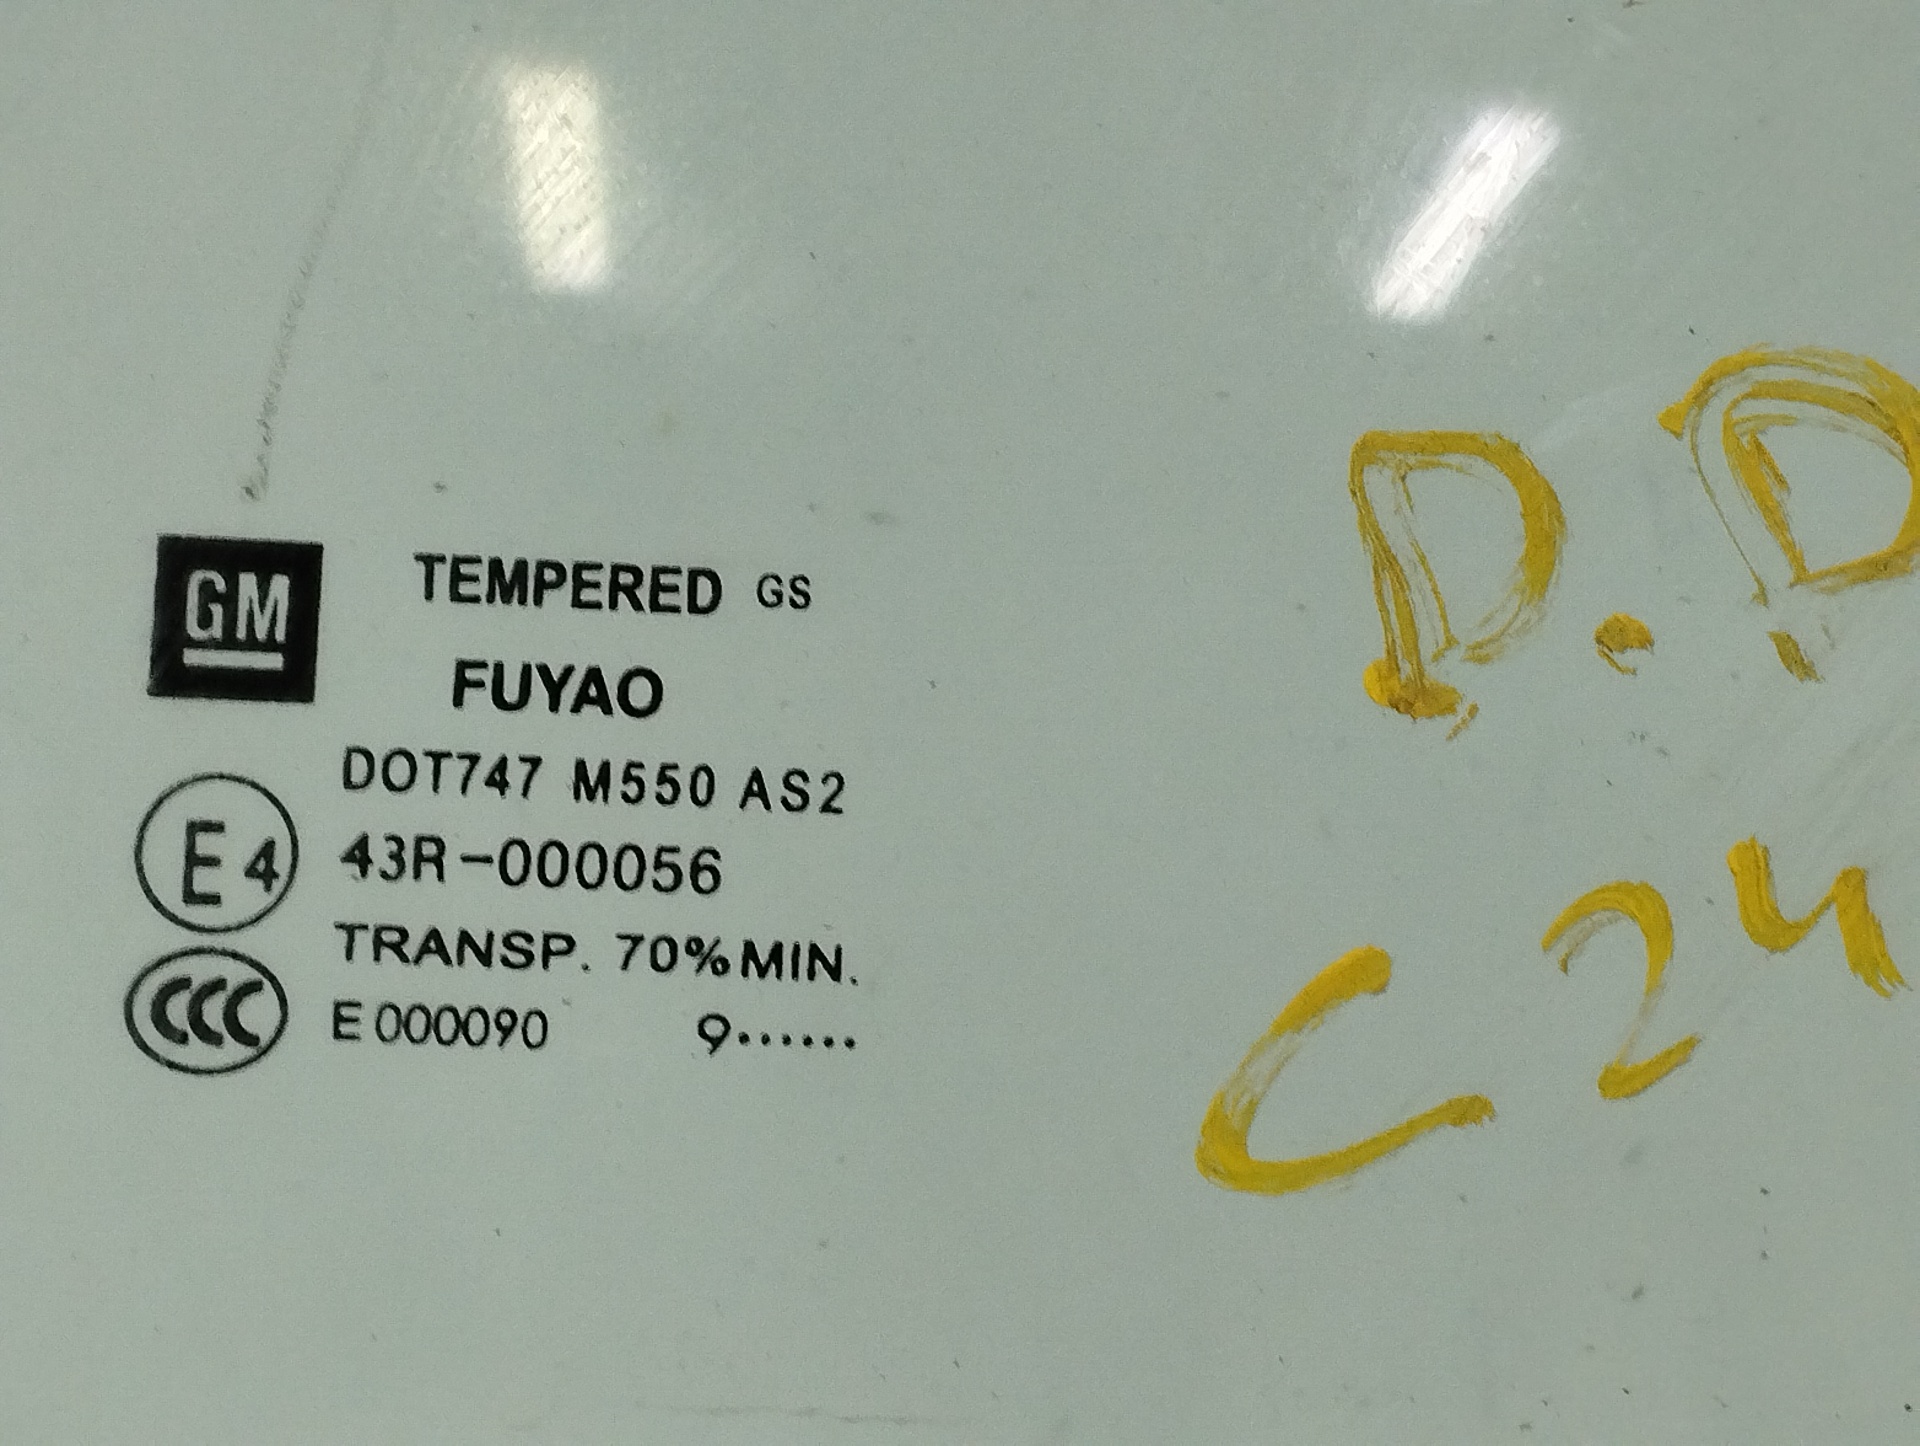 GM
TEMPERED GS
FUYAO
DOT747 M550 AS2
E4
43R-000056
TRANSP. 70%MIN.
CCC
E000090 9......
D.D
C24